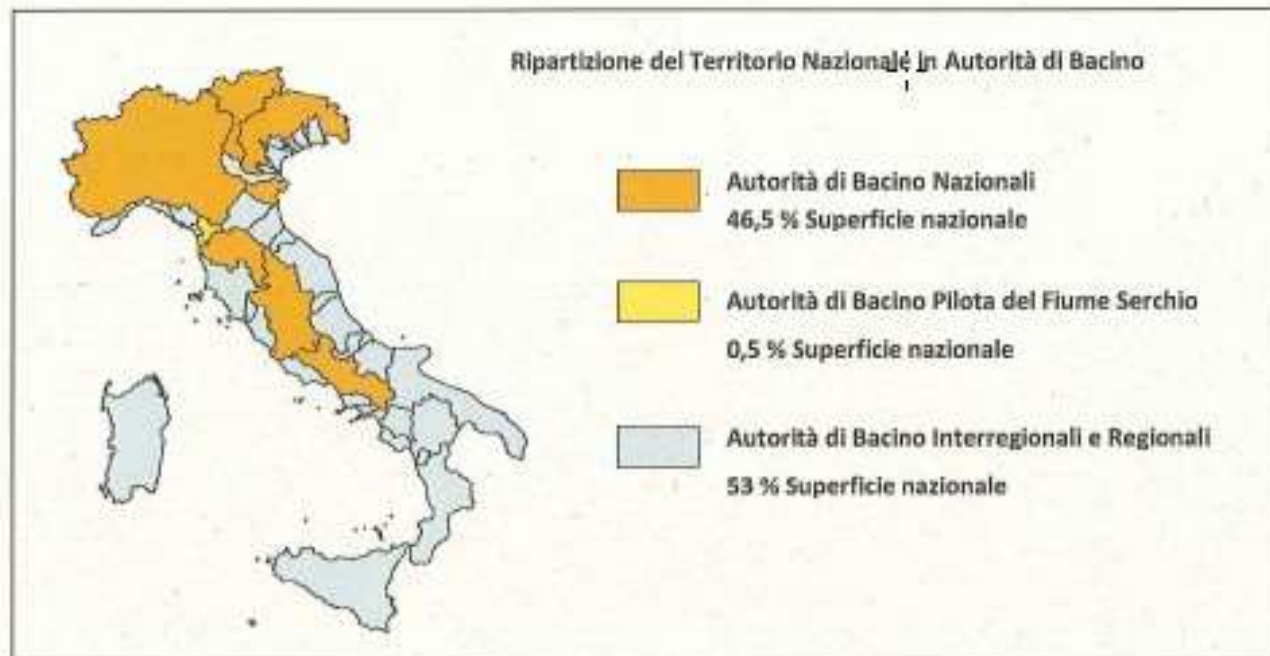 Ripartizione del Territorio Nazionale in Autorità di Bacino
Autorità di Bacino Nazionali
46,5 % Superficie nazionale
Autorità di Bacino Pilota del Fiume Serchio
0,5 % Superficie nazionale
Autorità di Bacino Interregionali e Regionali
53 % Superficie nazionale